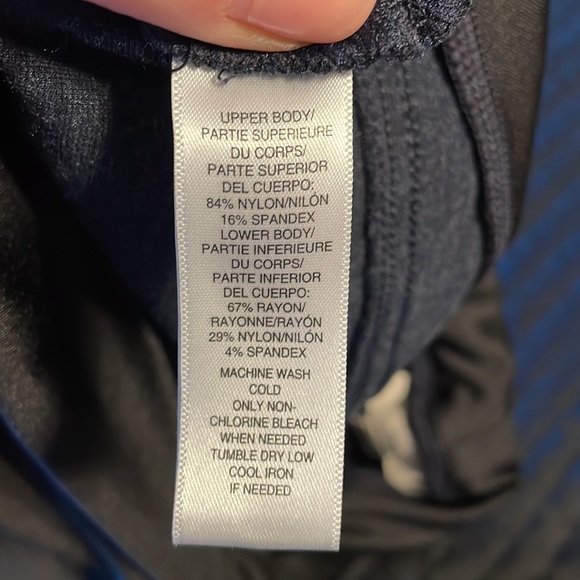 UPPER BODY/
PARTIE SUPERIEURE
DU CORPS/
PARTE SUPERIOR
DEL CUERPO:
84% NYLON/NILÓN
16% SPANDEX
LOWER BODY/
PARTIE INFERIEURE
DU CORPS/
PARTE INFERIOR
DEL CUERPO:
67% RAYON/
RAYONNE/RAYÓN
29% NYLON/NILÓN
4% SPANDEX
MACHINE WASH
COLD
ONLY NON-
CHLORINE BLEACH
WHEN NEEDED
TUMBLE DRY LOW
COOL IRON
IF NEEDED